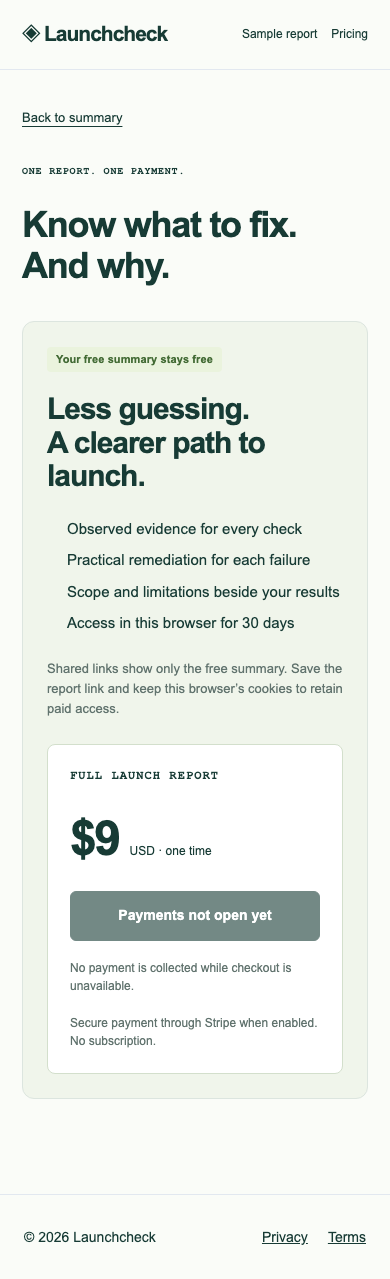 Launchcheck
Sample report
Pricing
Back to summary
ONE REPORT. ONE PAYMENT.
Know what to fix.
And why.
Your free summary stays free
Less guessing.
A clearer path to
launch.
Observed evidence for every check
Practical remediation for each failure
Scope and limitations beside your results
Access in this browser for 30 days
Shared links show only the free summary. Save the
report link and keep this browser’s cookies to retain
paid access.
FULL LAUNCH REPORT
$9 USD · one time
Payments not open yet
No payment is collected while checkout is
unavailable.
Secure payment through Stripe when enabled.
No subscription.
© 2026 Launchcheck
Privacy
Terms